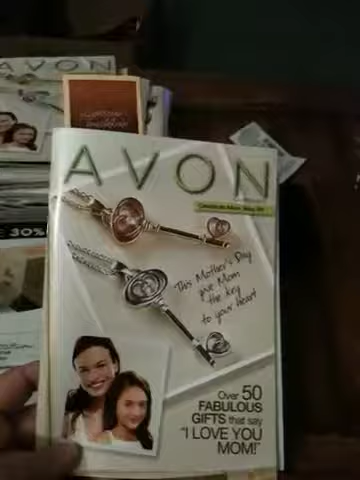 AVON
AVON
This Mother's Day
give Mom
the key
to your heart
Over 50
FABULOUS
GIFTS that say
"I LOVE YOU
MOM!"
30%